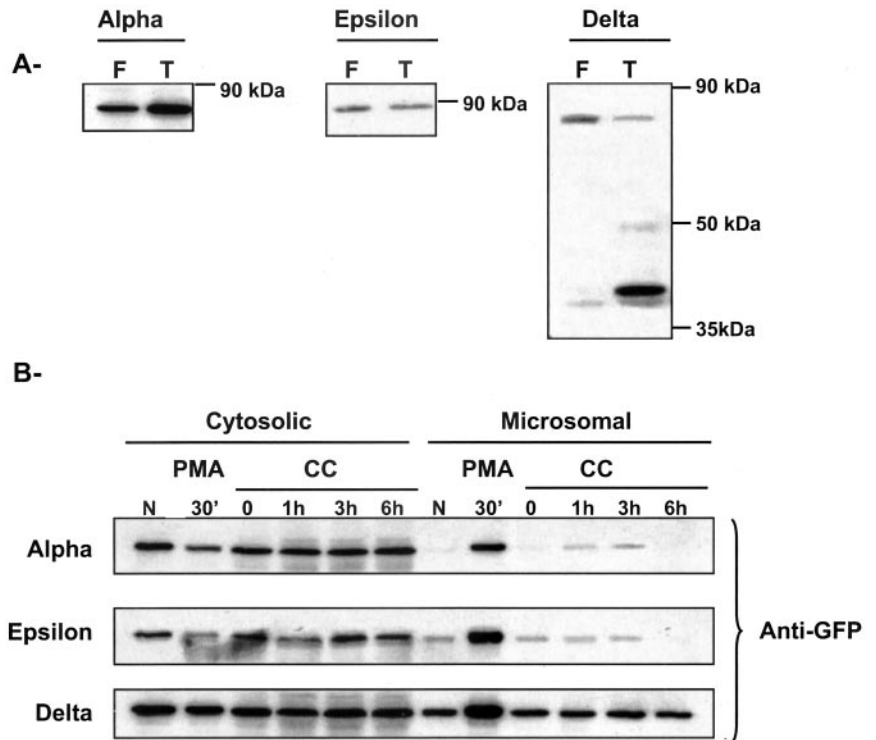 Alpha Epsilon Delta
A- F T 90 kDa F T 90 kDa F T 90 kDa
50 kDa
35kDa
B-
Cytosolic Microsomal
PMA CC PMA CC
N 30’ 0 1h 3h 6h N 30’ 0 1h 3h 6h
Alpha
Epsilon Anti-GFP
Delta